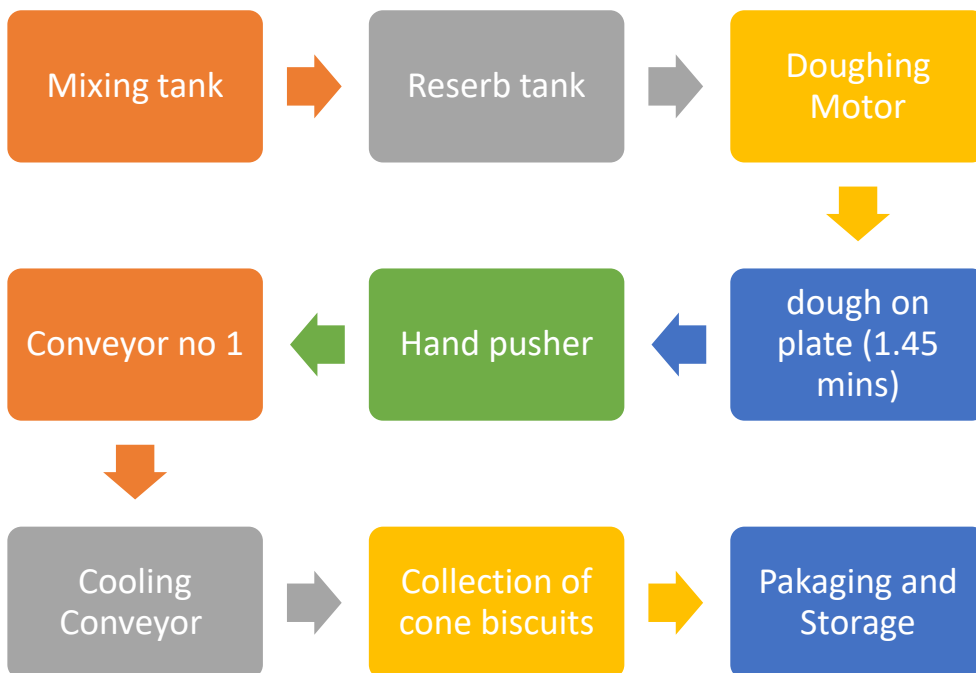 Mixing tank
Reserb tank
Doughing
Motor
dough on
plate (1.45
mins)
Hand pusher
Conveyor no 1
Cooling
Conveyor
Collection of
cone biscuits
Pakaging and
Storage